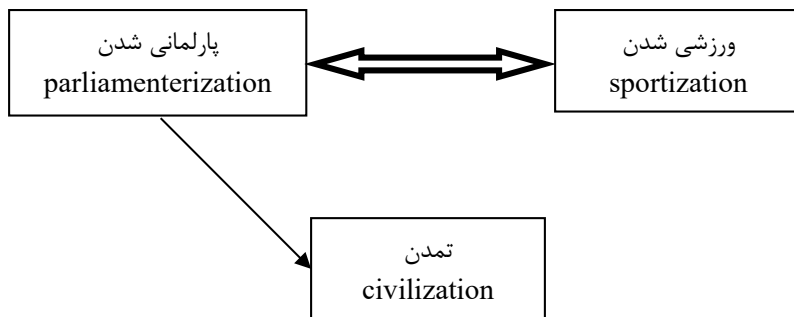 پارلمانی شدن
parliamenterization
ورزشی شدن
sportization
تمدن
civilization